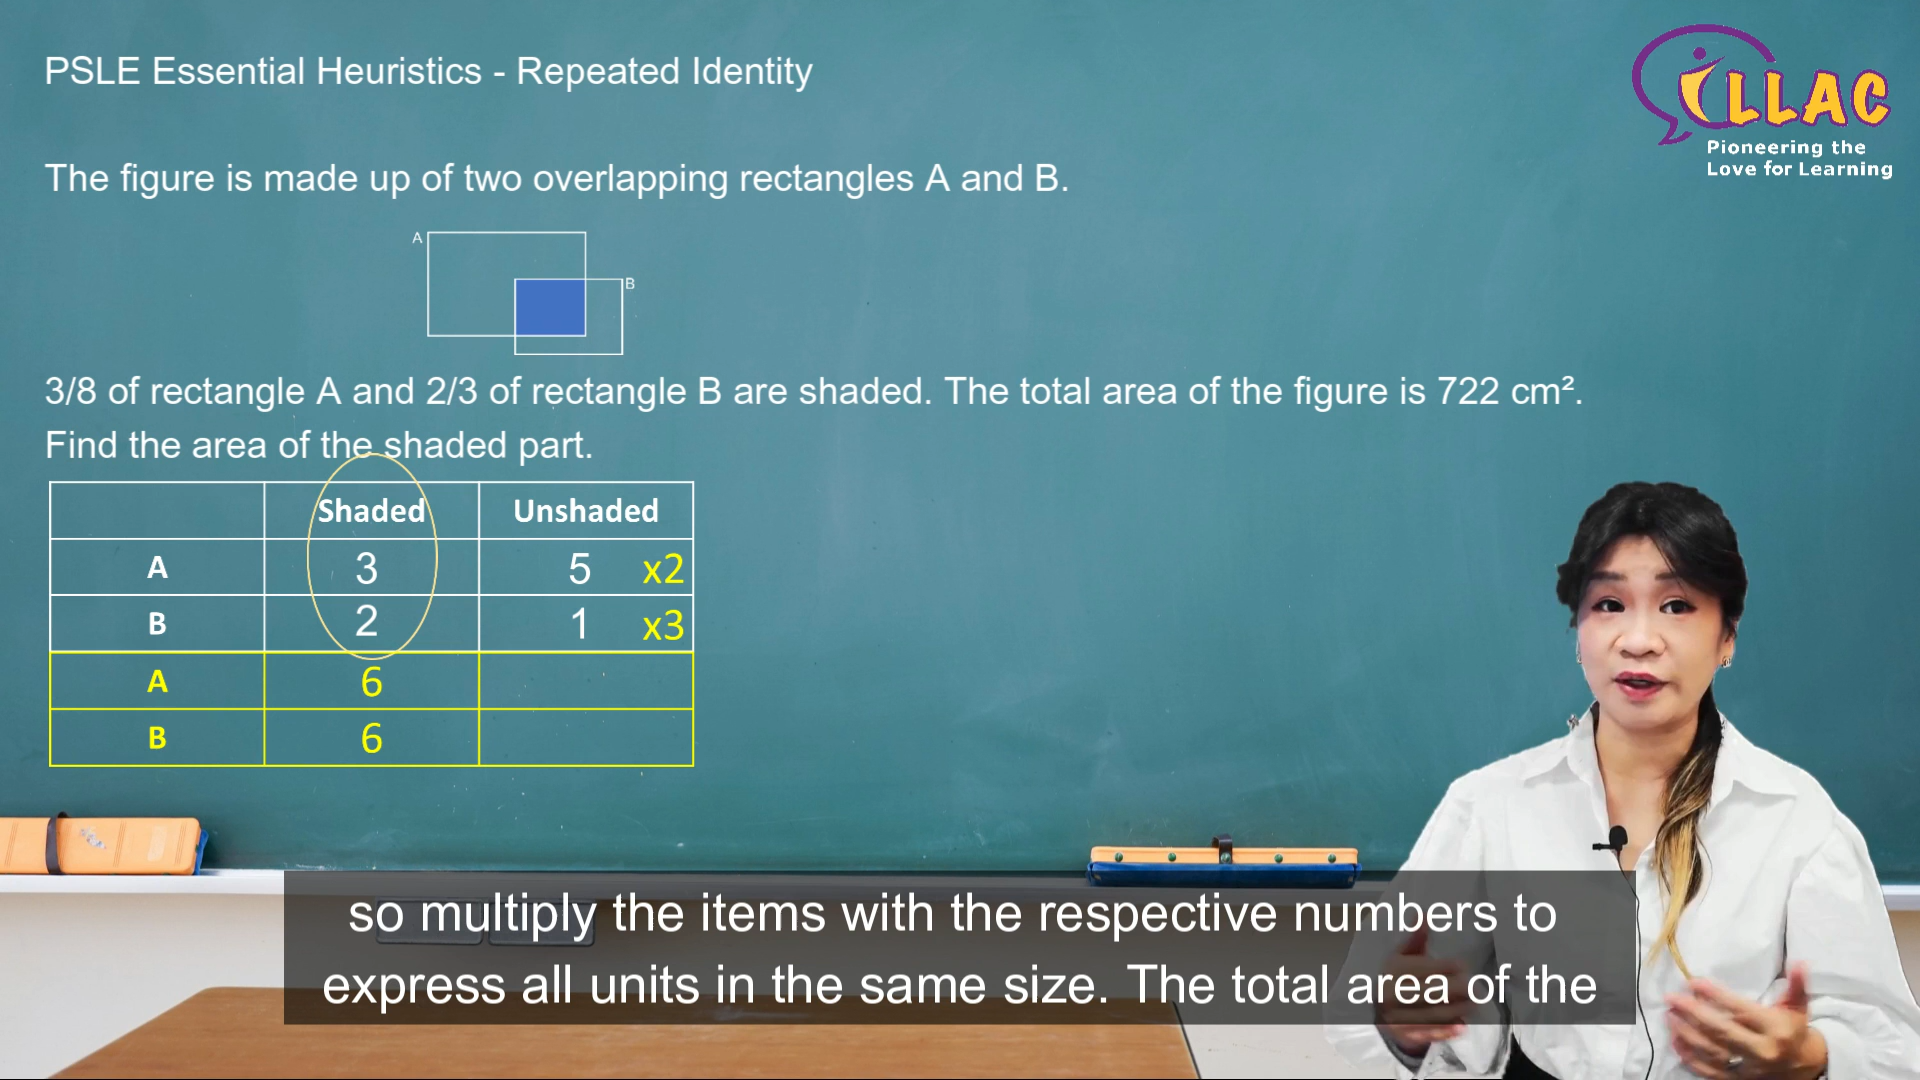 PSLE Essential Heuristics - Repeated Identity
iLLAC
Pioneering the
Love for Learning
The figure is made up of two overlapping rectangles A and B.
A
B
3/8 of rectangle A and 2/3 of rectangle B are shaded. The total area of the figure is 722 cm².
Find the area of the shaded part.
Shaded Unshaded
A 3 5 x2
B 2 1 x3
A 6
B 6
so multiply the items with the respective numbers to
express all units in the same size. The total area of the